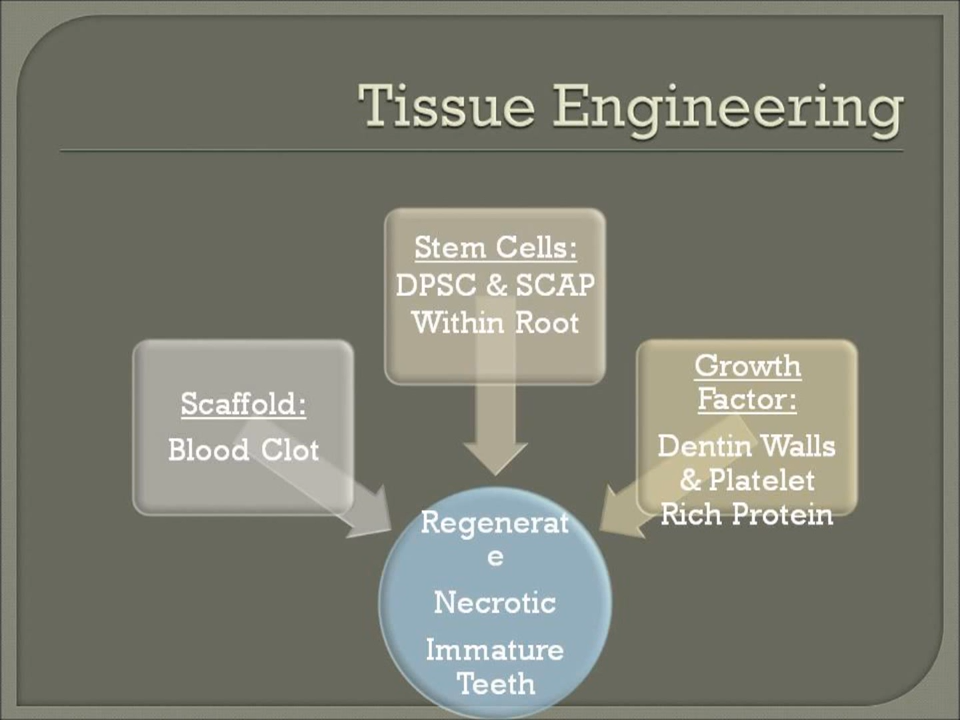 Tissue Engineering
Scaffold:
Blood Clot
Stem Cells:
DPSC & SCAP
Within Root
Growth
Factor:
Dentin Walls
& Platelet
Rich Protein
Regenerat
e
Necrotic
Immature
Teeth